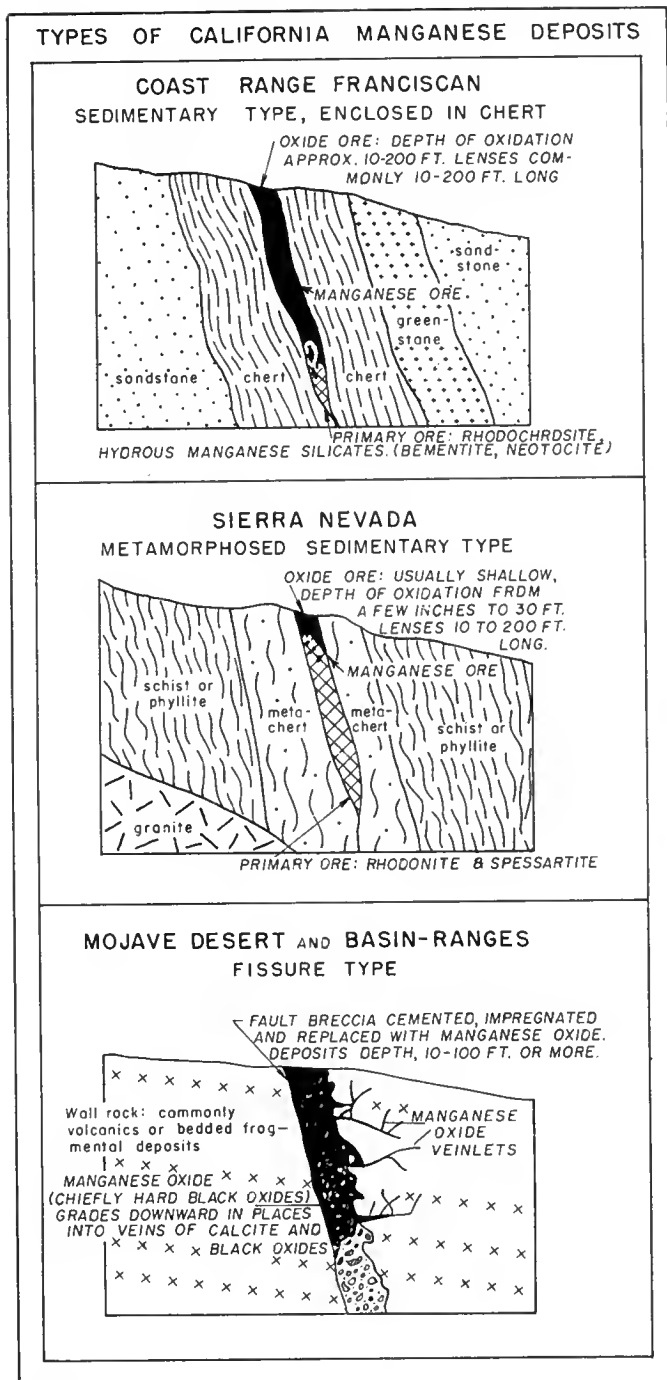 TYPES OF CALIFORNIA MANGANESE DEPOSITS
COAST RANGE FRANCISCAN
SEDIMENTARY TYPE, ENCLOSED IN CHERT
OXIDE ORE: DEPTH OF OXIDATION
APPROX. 10-200 FT. LENSES COM-
MONLY 10-200 FT. LONG
sand-
stone
MANGANESE ORE
green-
stone
sandstone
chert
chert
PRIMARY ORE: RHODOCHROSITE,
HYDROUS MANGANESE SILICATES. (BEMENTITE, NEOTOCITE)
SIERRA NEVADA
METAMORPHOSED SEDIMENTARY TYPE
OXIDE ORE: USUALLY SHALLOW,
DEPTH OF OXIDATION FROM
A FEW INCHES TO 30 FT.
LENSES 10 TO 200 FT.
LONG.
MANGANESE ORE
schist or
phyllite
meta-
chert
meta-
chert
schist or
phyllite
granite
PRIMARY ORE: RHODONITE & SPESSARTITE
MOJAVE DESERT AND BASIN-RANGES
FISSURE TYPE
FAULT BRECCIA CEMENTED, IMPREGNATED
AND REPLACED WITH MANGANESE OXIDE.
DEPOSITS DEPTH, 10-100 FT. OR MORE.
Wall rock: commonly
volcanics or bedded frag-
mental deposits
MANGANESE
OXIDE
VEINLETS
MANGANESE OXIDE
(CHIEFLY HARD BLACK OXIDES)
GRADES DOWNWARD IN PLACES
INTO VEINS OF CALCITE AND
BLACK OXIDES